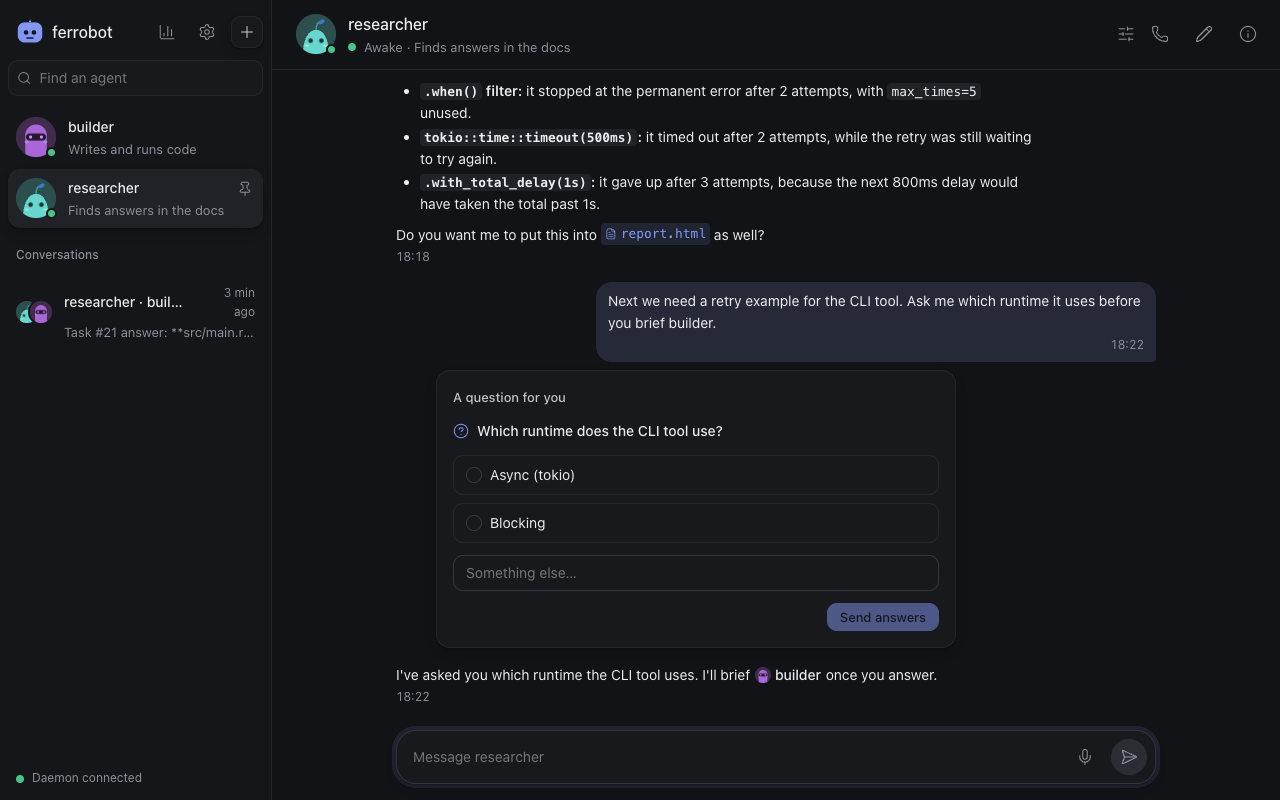 ferrobot
Find an agent
builder
Writes and runs code
researcher
Finds answers in the docs
Conversations
researcher · buil...
3 min
ago
Task #21 answer: **src/main.r...
Daemon connected
researcher
Awake · Finds answers in the docs
.when() filter: it stopped at the permanent error after 2 attempts, with max_times=5
unused.
tokio::time::timeout(500ms) : it timed out after 2 attempts, while the retry was still waiting
to try again.
.with_total_delay(1s) : it gave up after 3 attempts, because the next 800ms delay would
have taken the total past 1s.
Do you want me to put this into report.html as well?
18:18
Next we need a retry example for the CLI tool. Ask me which runtime it uses before
you brief builder.
18:22
A question for you
Which runtime does the CLI tool use?
Async (tokio)
Blocking
Something else...
Send answers
I've asked you which runtime the CLI tool uses. I'll brief builder once you answer.
18:22
Message researcher